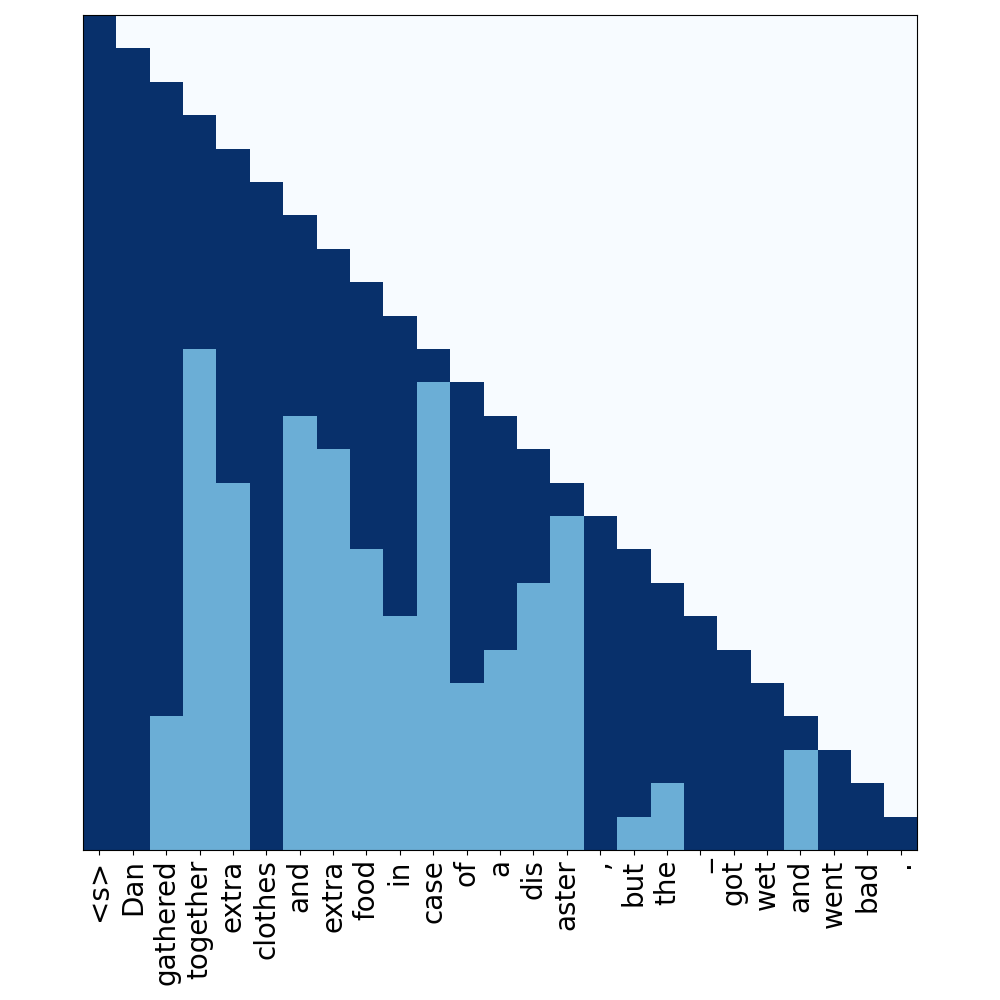 <s> Dan gathered together extra clothes and extra food in case of a dis aster , but the _ got wet and went bad .